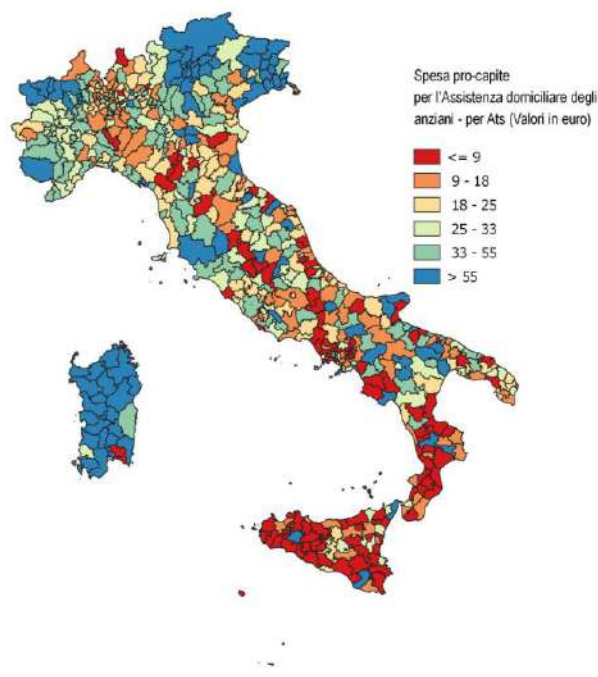 Spesa pro-capite
per l'Assistenza domiciliare degli
anziani - per Ats (Valori in euro)
<= 9
9 - 18
18 - 25
25 - 33
33 - 55
> 55